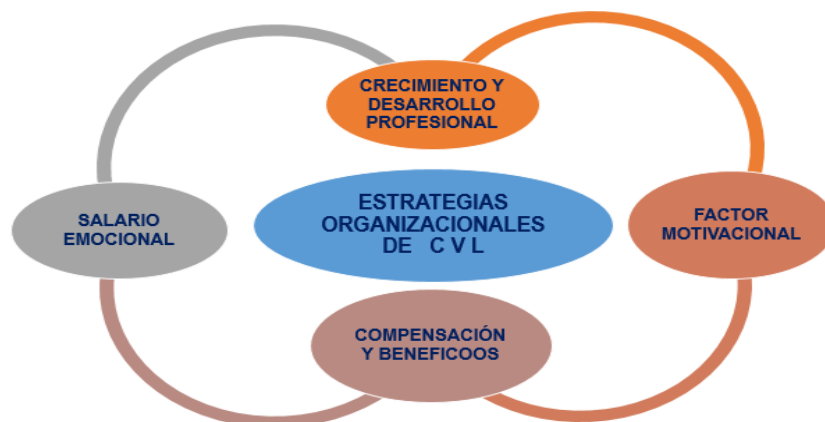 CRECIMIENTO Y
DESARROLLO
PROFESIONAL
ESTRATEGIAS
ORGANIZACIONALES
DE C V L
SALARIO
EMOCIONAL
FACTOR
MOTIVACIONAL
COMPENSACIÓN
Y BENEFICOOS